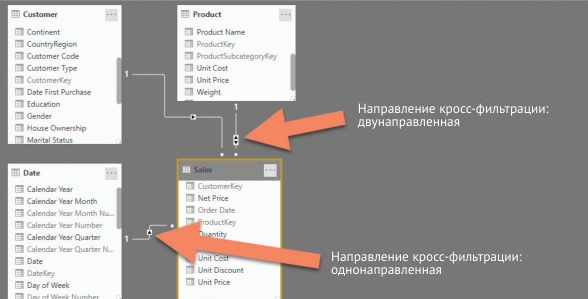 Customer
Continent
CountryRegion
Customer Code
Customer Type
CustomerKey
Date First Purchase
Education
Gender
House Ownership
Marital Status
Product
Product Name
ProductKey
ProductSubcategoryKey
Unit Cost
Unit Price
Weight
1
1
Направление кросс-фильтрации:
двунаправленная
*
*
Date
Calendar Year
Calendar Year Month
Calendar Year Month Nu...
Calendar Year Number
Calendar Year Quarter
Calendar Year Quarter N...
Date
DateKey
Day of Week
Day of Week Number
1
*
Sales
CustomerKey
Net Price
Order Date
ProductKey
Quantity
Unit Cost
Unit Discount
Unit Price
Направление кросс-фильтрации:
однонаправленная